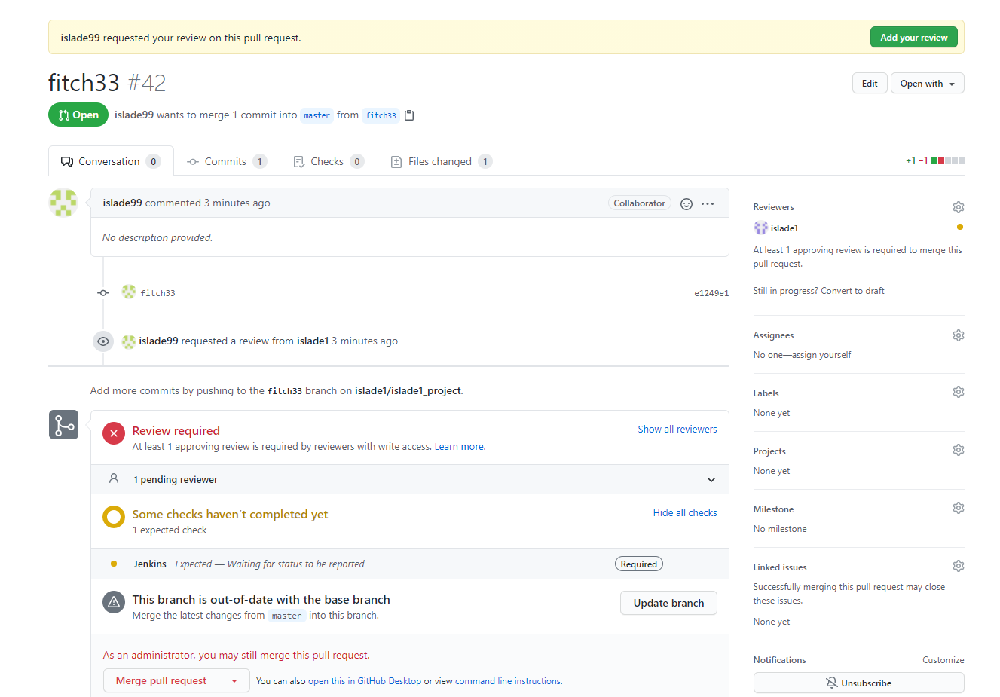 islade99 requested your review on this pull request.
Add your review
fitch33 #42
Edit
Open with
Open
islade99 wants to merge 1 commit into master from fitch33
Conversation 0
Commits 1
Checks 0
Files changed 1
+1 −1
islade99 commented 3 minutes ago
Collaborator
No description provided.
fitch33
e1249e1
islade99 requested a review from islade1 3 minutes ago
Add more commits by pushing to the fitch33 branch on islade1/islade1_project.
Review required
Show all reviewers
At least 1 approving review is required by reviewers with write access. Learn more.
1 pending reviewer
Some checks haven't completed yet
Hide all checks
1 expected check
Jenkins Expected — Waiting for status to be reported
Required
This branch is out-of-date with the base branch
Merge the latest changes from master into this branch.
Update branch
As an administrator, you may still merge this pull request.
Merge pull request
You can also open this in GitHub Desktop or view command line instructions.
Reviewers
islade1
At least 1 approving review is required to merge this
pull request.
Still in progress? Convert to draft
Assignees
No one—assign yourself
Labels
None yet
Projects
None yet
Milestone
No milestone
Linked issues
Successfully merging this pull request may close
these issues.
None yet
Notifications
Customize
Unsubscribe